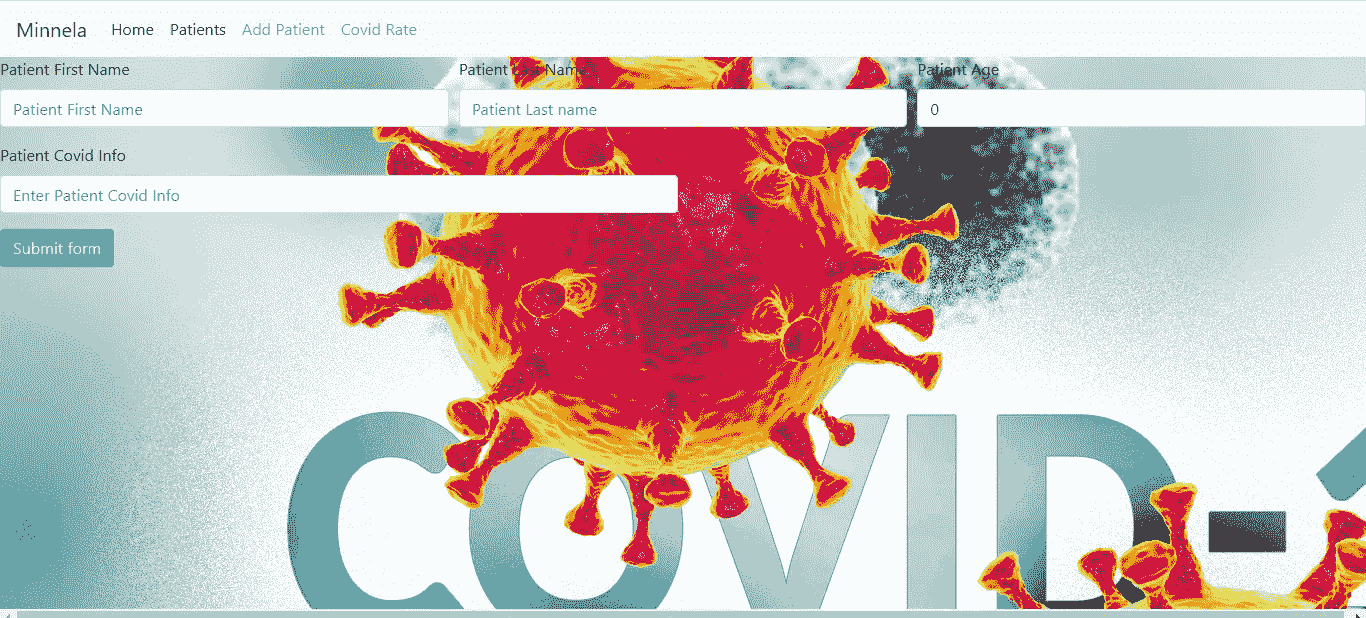 Minnela Home Patients Add Patient Covid Rate
Patient First Name Patient Last Name Patient Age
Patient First Name Patient Last name 0
Patient Covid Info
Enter Patient Covid Info
Submit form
COVID-